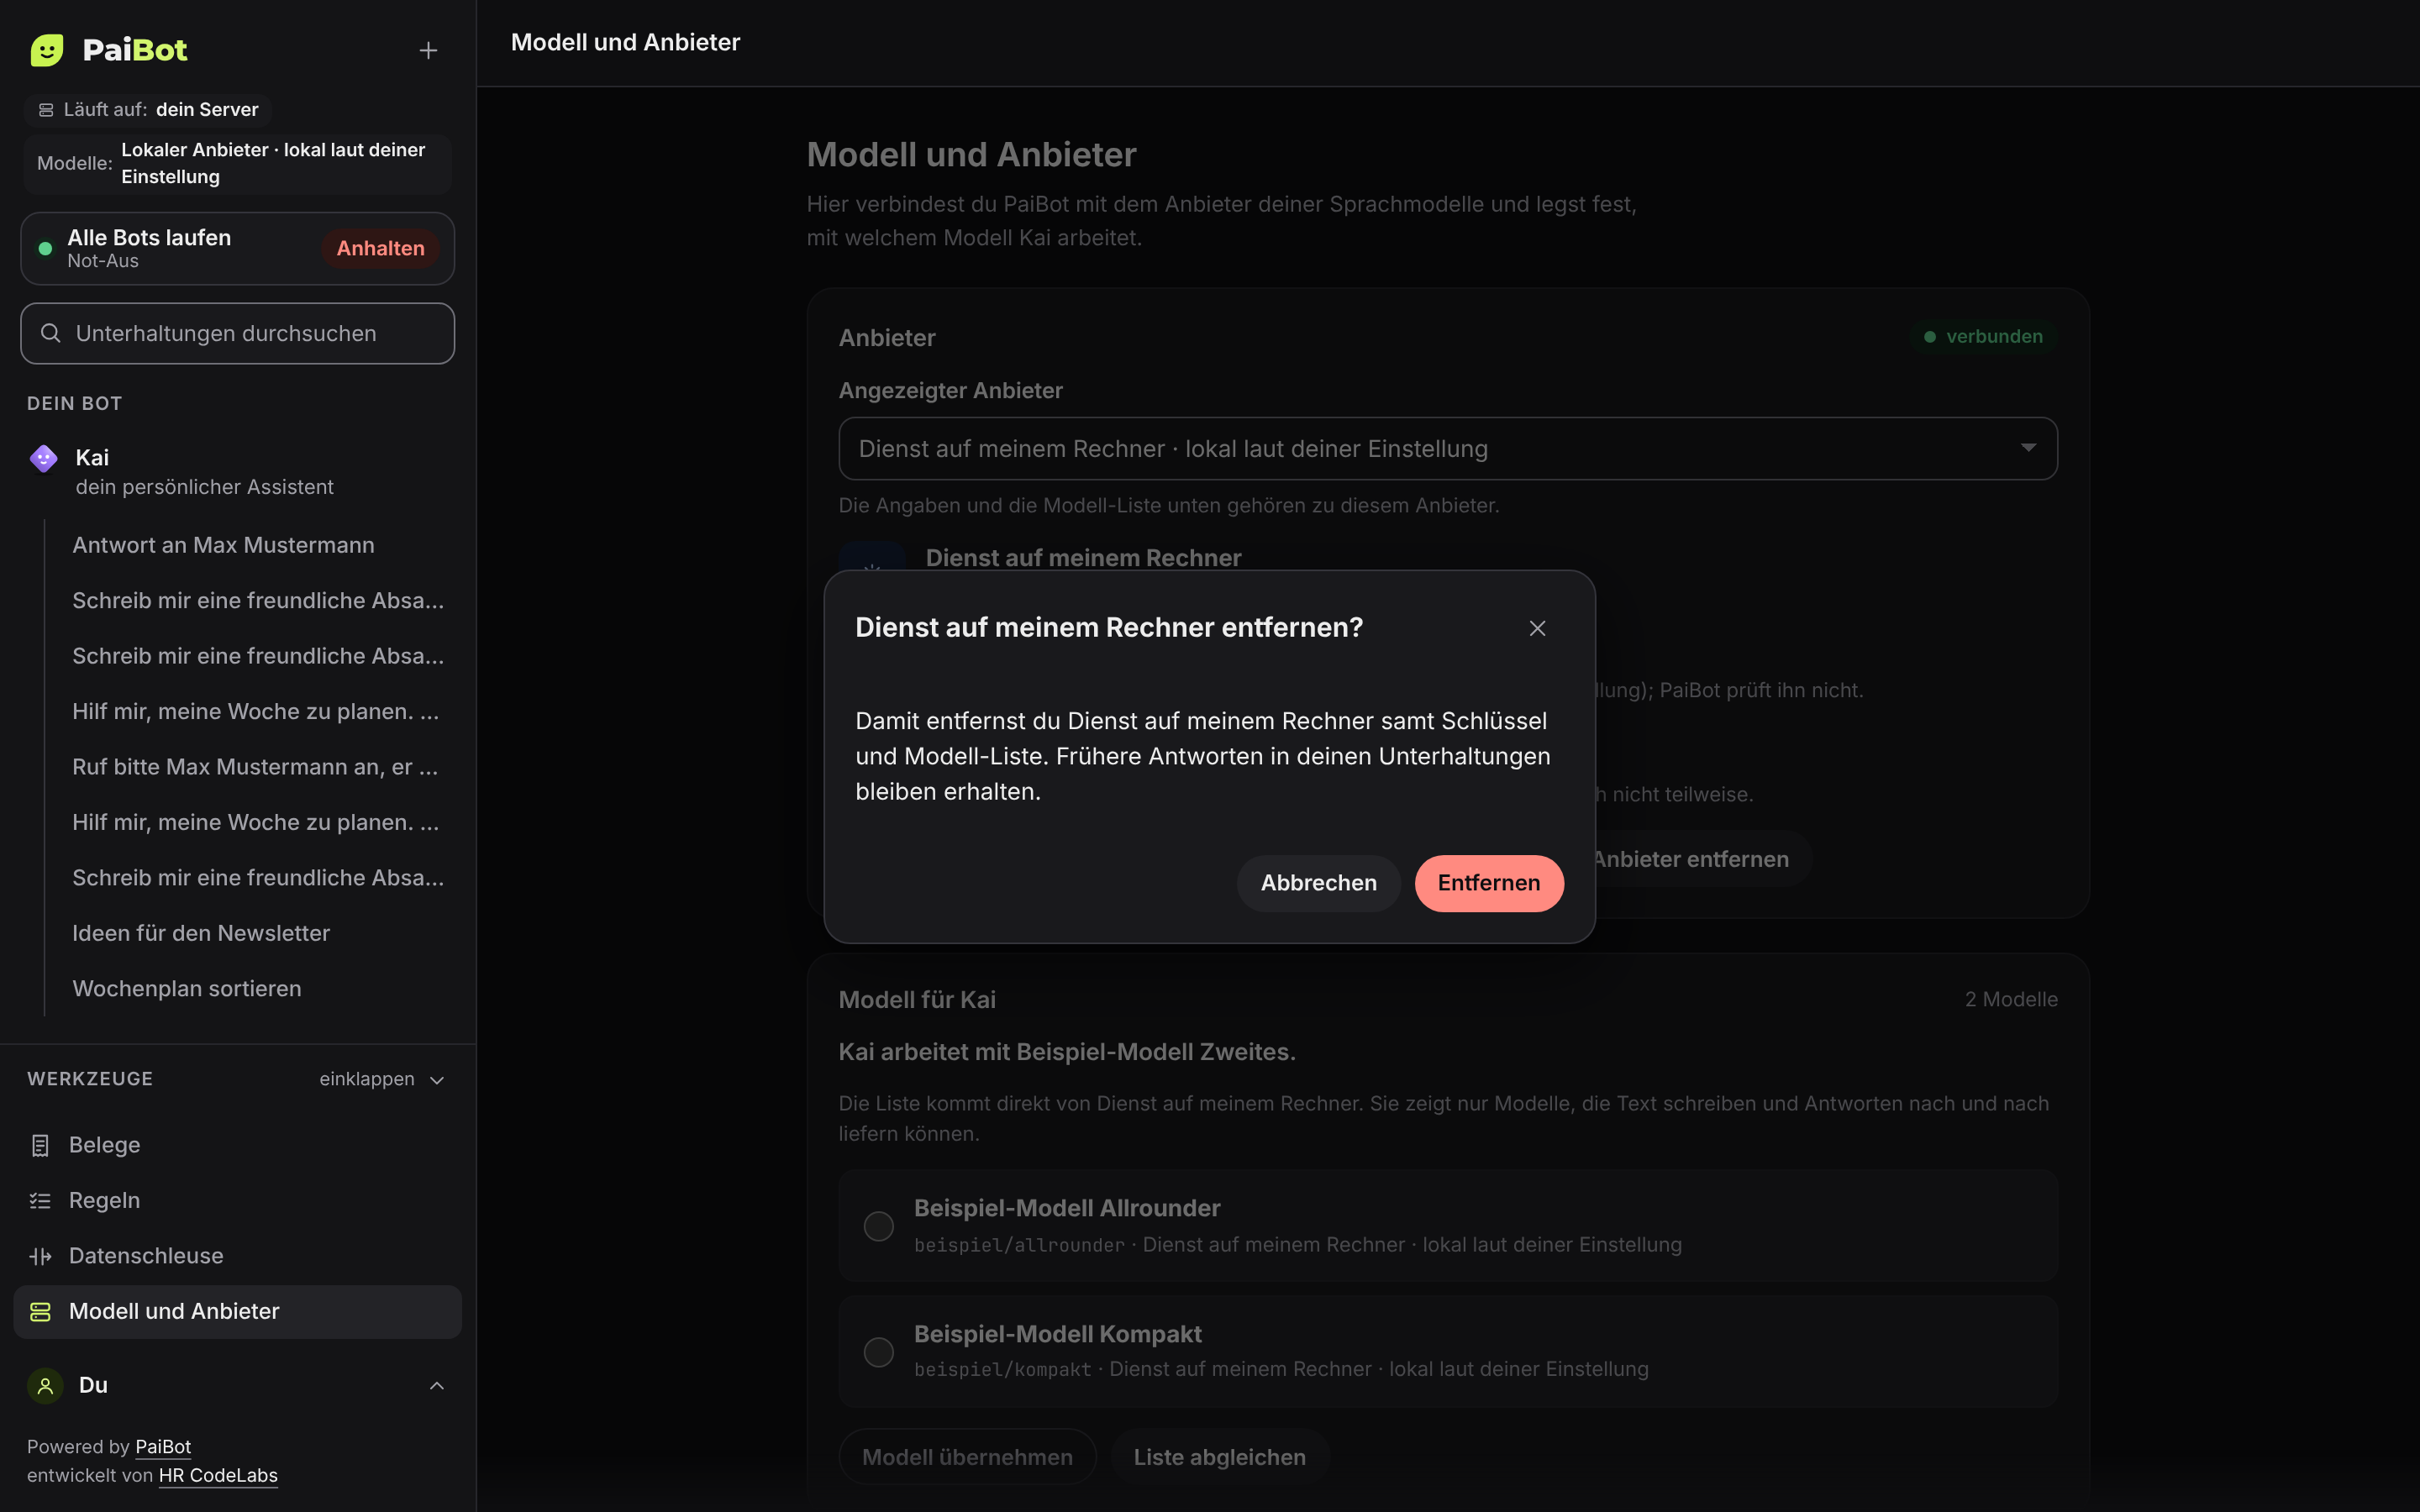 PaiBot
Läuft auf: dein Server
Modelle: Lokaler Anbieter · lokal laut deiner
Einstellung
Alle Bots laufen
Not-Aus
Anhalten
Unterhaltungen durchsuchen
DEIN BOT
Kai
dein persönlicher Assistent
Antwort an Max Mustermann
Schreib mir eine freundliche Absa...
Schreib mir eine freundliche Absa...
Hilf mir, meine Woche zu planen. ...
Ruf bitte Max Mustermann an, er ...
Hilf mir, meine Woche zu planen. ...
Schreib mir eine freundliche Absa...
Ideen für den Newsletter
Wochenplan sortieren
WERKZEUGE
einklappen
Belege
Regeln
Datenschleuse
Modell und Anbieter
Du
Powered by PaiBot
entwickelt von HR CodeLabs
Modell und Anbieter
Modell und Anbieter
Hier verbindest du PaiBot mit dem Anbieter deiner Sprachmodelle und legst fest,
mit welchem Modell Kai arbeitet.
Anbieter
verbunden
Angezeigter Anbieter
Dienst auf meinem Rechner · lokal laut deiner Einstellung
Die Angaben und die Modell-Liste unten gehören zu diesem Anbieter.
Dienst auf meinem Rechner
Dienst auf meinem Rechner entfernen?
Damit entfernst du Dienst auf meinem Rechner samt Schlüssel
und Modell-Liste. Frühere Antworten in deinen Unterhaltungen
bleiben erhalten.
Abbrechen
Entfernen
PaiBot prüft ihn nicht.
nicht teilweise.
Anbieter entfernen
Modell für Kai
2 Modelle
Kai arbeitet mit Beispiel-Modell Zweites.
Die Liste kommt direkt von Dienst auf meinem Rechner. Sie zeigt nur Modelle, die Text schreiben und Antworten nach und nach
liefern können.
Beispiel-Modell Allrounder
beispiel/allrounder · Dienst auf meinem Rechner · lokal laut deiner Einstellung
Beispiel-Modell Kompakt
beispiel/kompakt · Dienst auf meinem Rechner · lokal laut deiner Einstellung
Modell übernehmen
Liste abgleichen